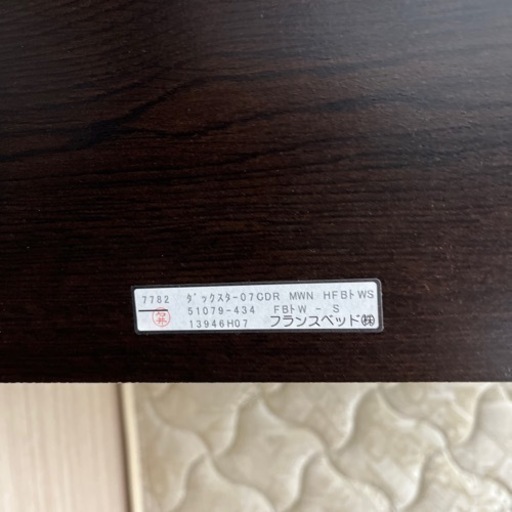 7782 ダックスター07CDR MWN HFBトWS
51079-434 FBトW - S
13946H07 フランスベッド㈱